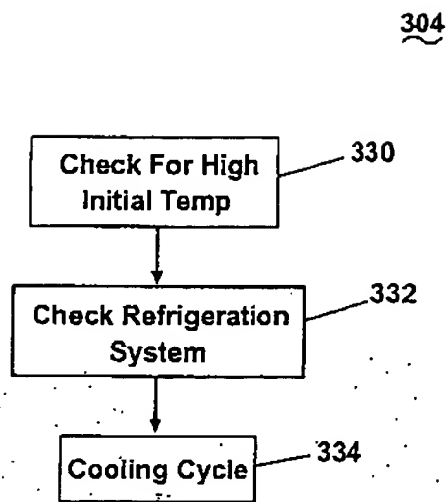 304
Check For High
Initial Temp
330
Check Refrigeration
System
332
Cooling Cycle
334